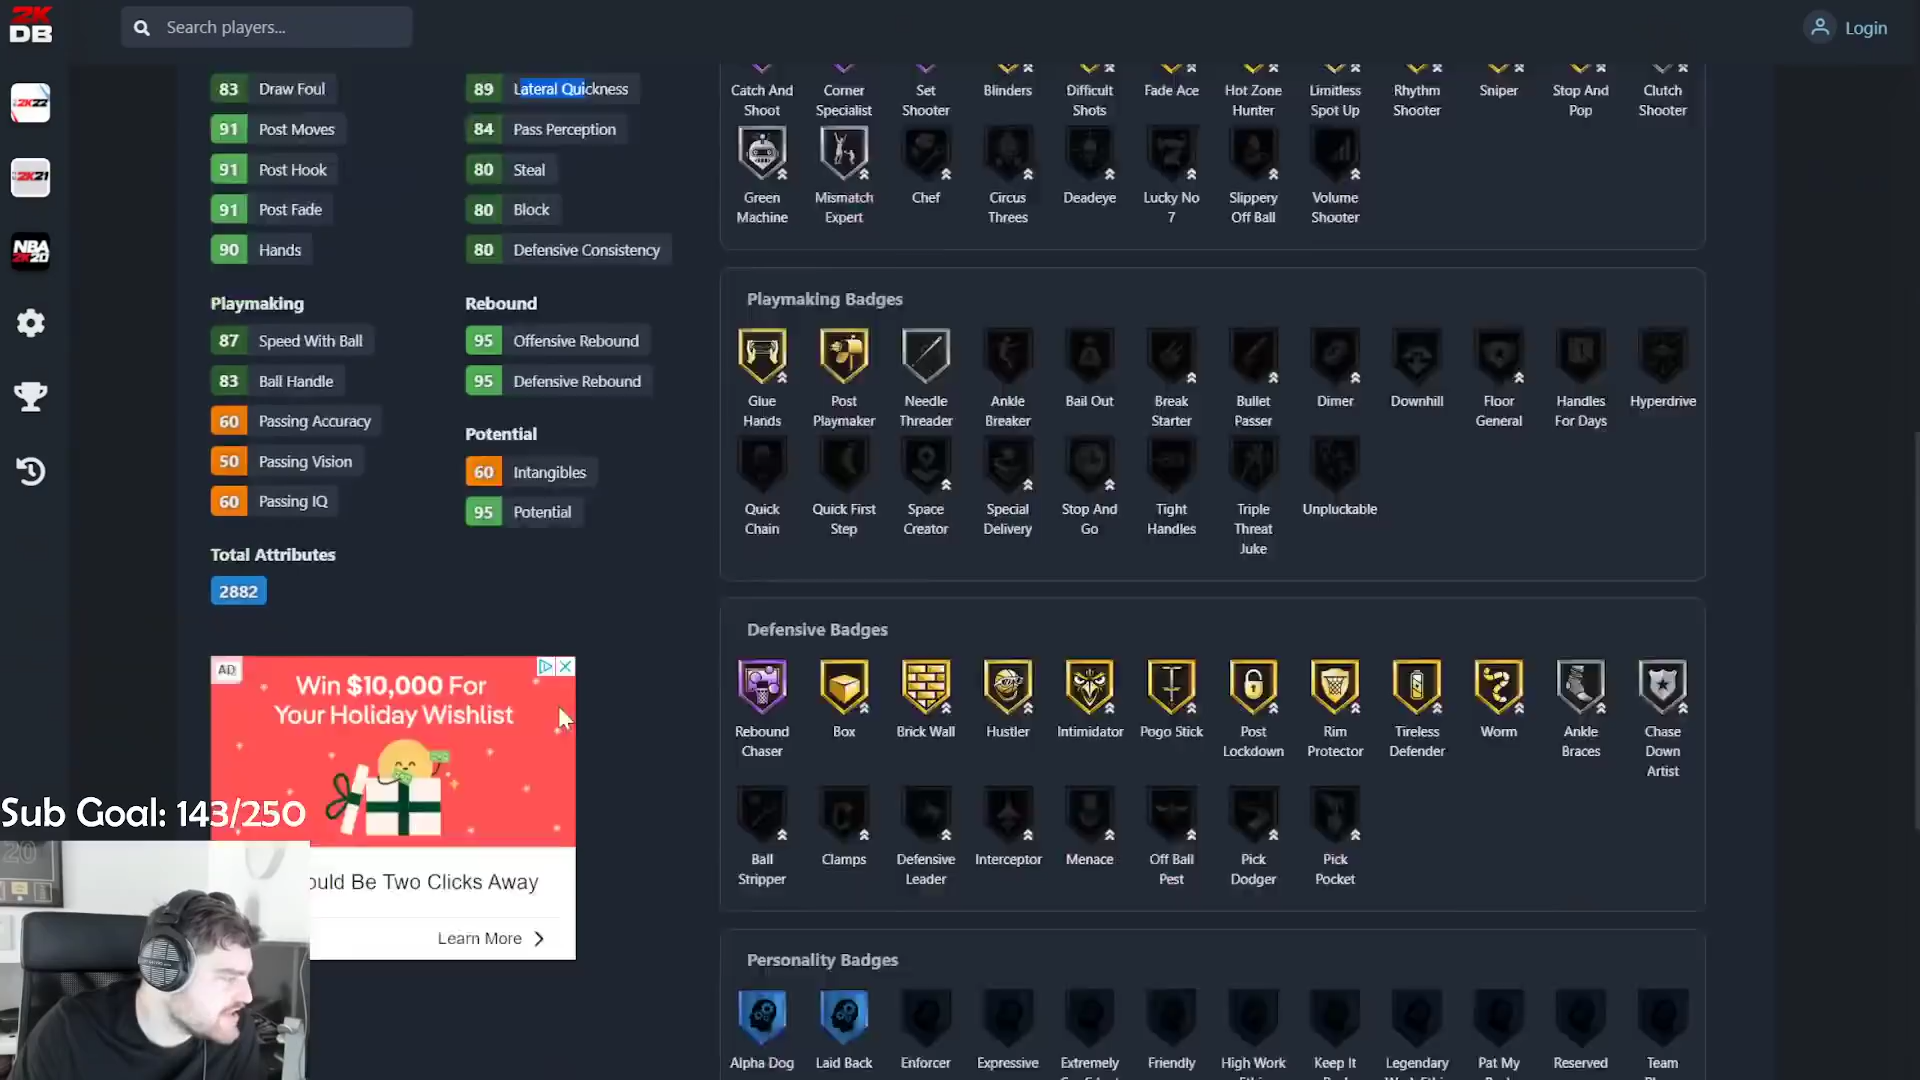 2K
DB
Search players...
Login
2K22
2K21
NBA
2K20
83 Draw Foul
91 Post Moves
91 Post Hook
91 Post Fade
90 Hands
89 Lateral Quickness
84 Pass Perception
80 Steal
80 Block
80 Defensive Consistency
Playmaking
87 Speed With Ball
83 Ball Handle
60 Passing Accuracy
50 Passing Vision
60 Passing IQ
Rebound
95 Offensive Rebound
95 Defensive Rebound
Potential
60 Intangibles
95 Potential
Total Attributes
2882
AD
Win $10,000 For
Your Holiday Wishlist
ould Be Two Clicks Away
Learn More
Sub Goal: 143/250
20
Catch And Shoot
Corner Specialist
Set Shooter
Blinders
Difficult Shots
Fade Ace
Hot Zone Hunter
Limitless Spot Up
Rhythm Shooter
Sniper
Stop And Pop
Clutch Shooter
Green Machine
Mismatch Expert
Chef
Circus Threes
Deadeye
Lucky No 7
Slippery Off Ball
Volume Shooter
Playmaking Badges
Glue Hands
Post Playmaker
Needle Threader
Ankle Breaker
Bail Out
Break Starter
Bullet Passer
Dimer
Downhill
Floor General
Handles For Days
Hyperdrive
Quick Chain
Quick First Step
Space Creator
Special Delivery
Stop And Go
Tight Handles
Triple Threat Juke
Unpluckable
Defensive Badges
Rebound Chaser
Box
Brick Wall
Hustler
Intimidator
Pogo Stick
Post Lockdown
Rim Protector
Tireless Defender
Worm
Ankle Braces
Chase Down Artist
Ball Stripper
Clamps
Defensive Leader
Interceptor
Menace
Off Ball Pest
Pick Dodger
Pick Pocket
Personality Badges
Alpha Dog
Laid Back
Enforcer
Expressive
Extremely
Friendly
High Work
Keep It
Legendary
Pat My
Reserved
Team